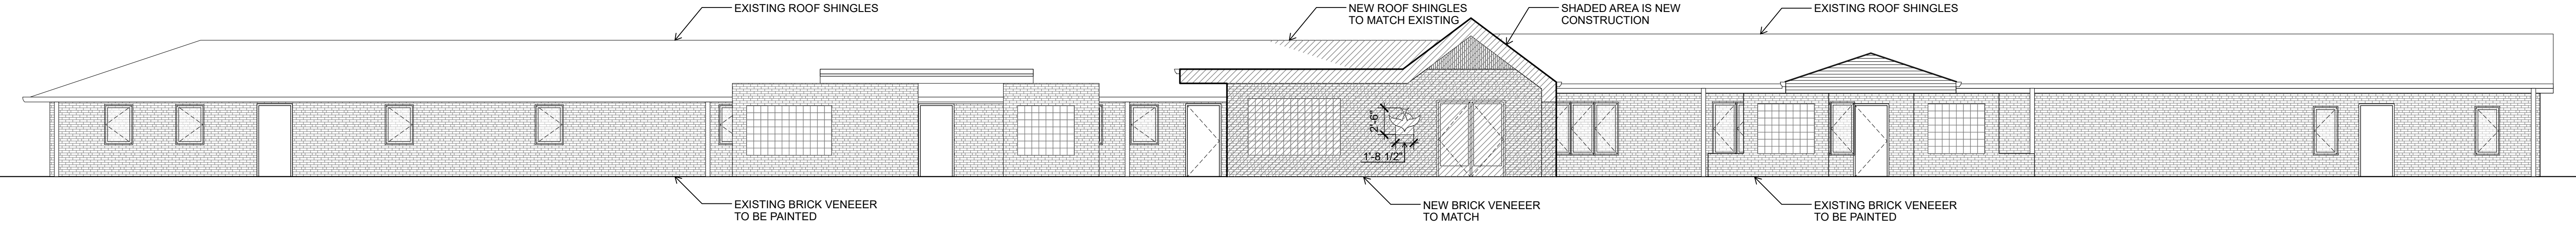 EXISTING ROOF SHINGLES
NEW ROOF SHINGLES
TO MATCH EXISTING
SHADED AREA IS NEW
CONSTRUCTION
EXISTING ROOF SHINGLES
2'-6"
1'-8 1/2"
EXISTING BRICK VENEEER
TO BE PAINTED
NEW BRICK VENEEER
TO MATCH
EXISTING BRICK VENEEER
TO BE PAINTED